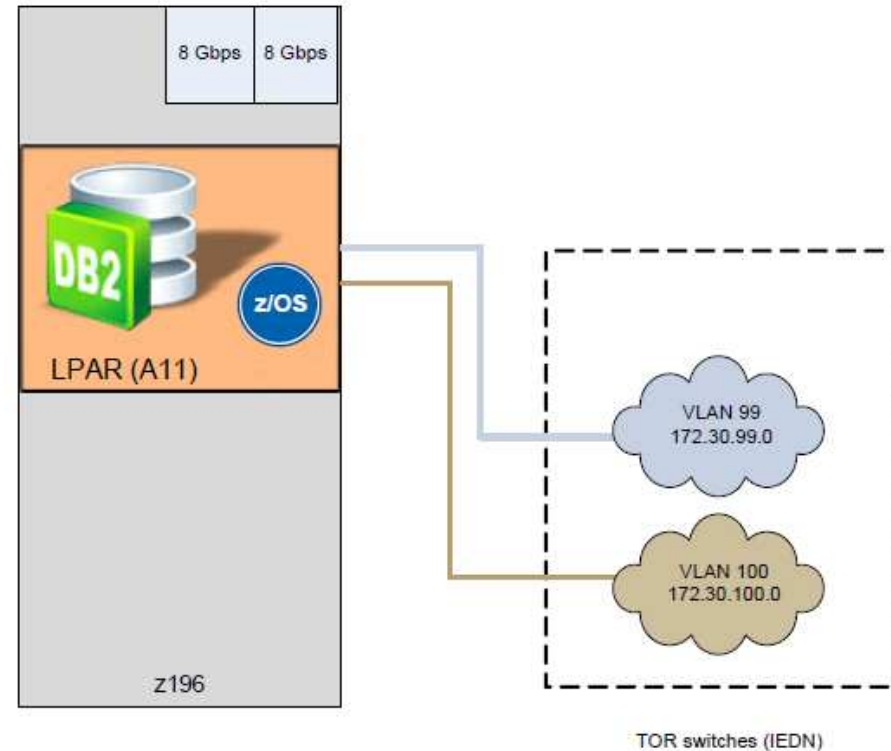 8 Gbps
8 Gbps
DB2
z/OS
LPAR (A11)
VLAN 99
172.30.99.0
VLAN 100
172.30.100.0
z196
TOR switches (IEDN)